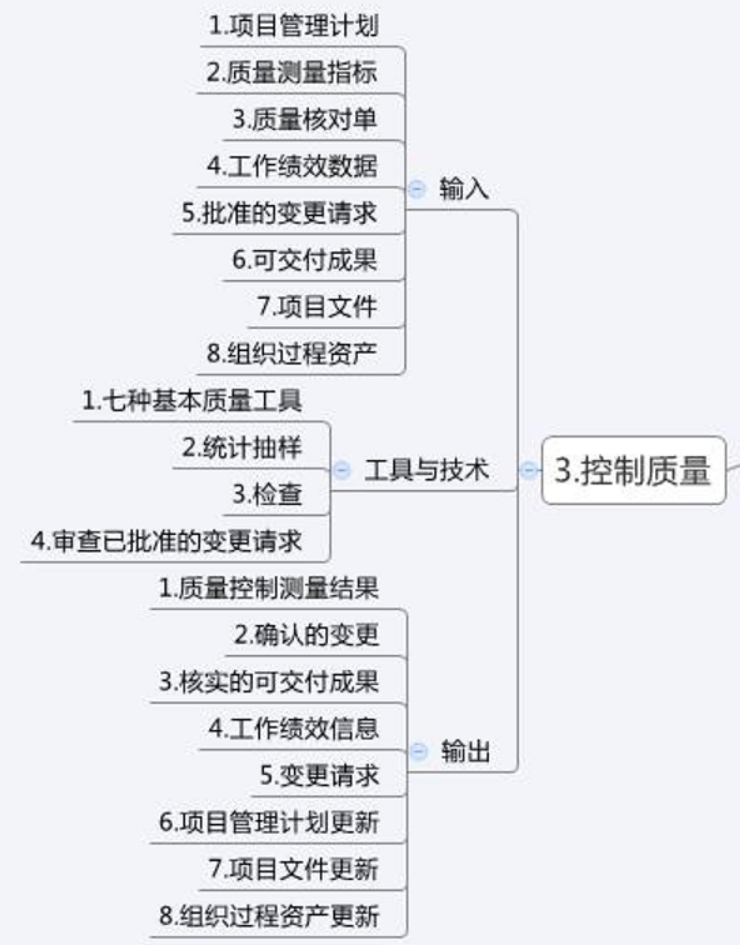 1.项目管理计划
2.质量测量指标
3.质量核对单
4.工作绩效数据
5.批准的变更请求
6.可交付成果
7.项目文件
8.组织过程资产
输入
1.七种基本质量工具
2.统计抽样
3.检查
4.审查已批准的变更请求
工具与技术
3.控制质量
1.质量控制测量结果
2.确认的变更
3.核实的可交付成果
4.工作绩效信息
5.变更请求
6.项目管理计划更新
7.项目文件更新
8.组织过程资产更新
输出